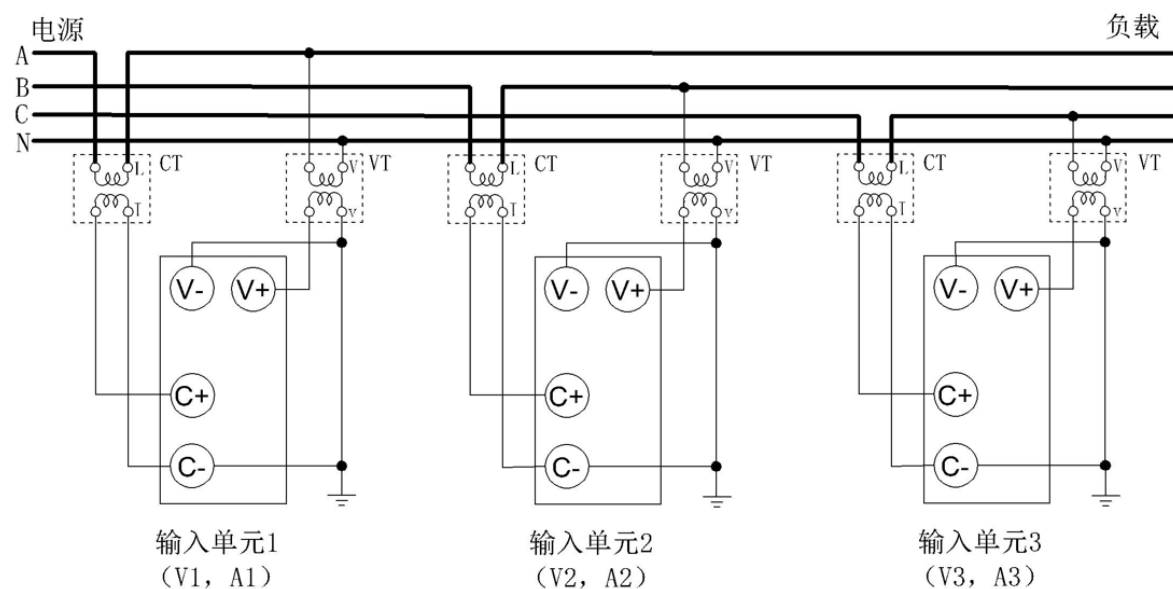 电源
负载
A
B
C
N
CT
VT
CT
VT
CT
VT
L
V
L
V
L
V
I
v
I
v
I
v
V- V+
V- V+
V- V+
C+
C+
C+
C-
C-
C-
输入单元1
(V1, A1)
输入单元2
(V2, A2)
输入单元3
(V3, A3)